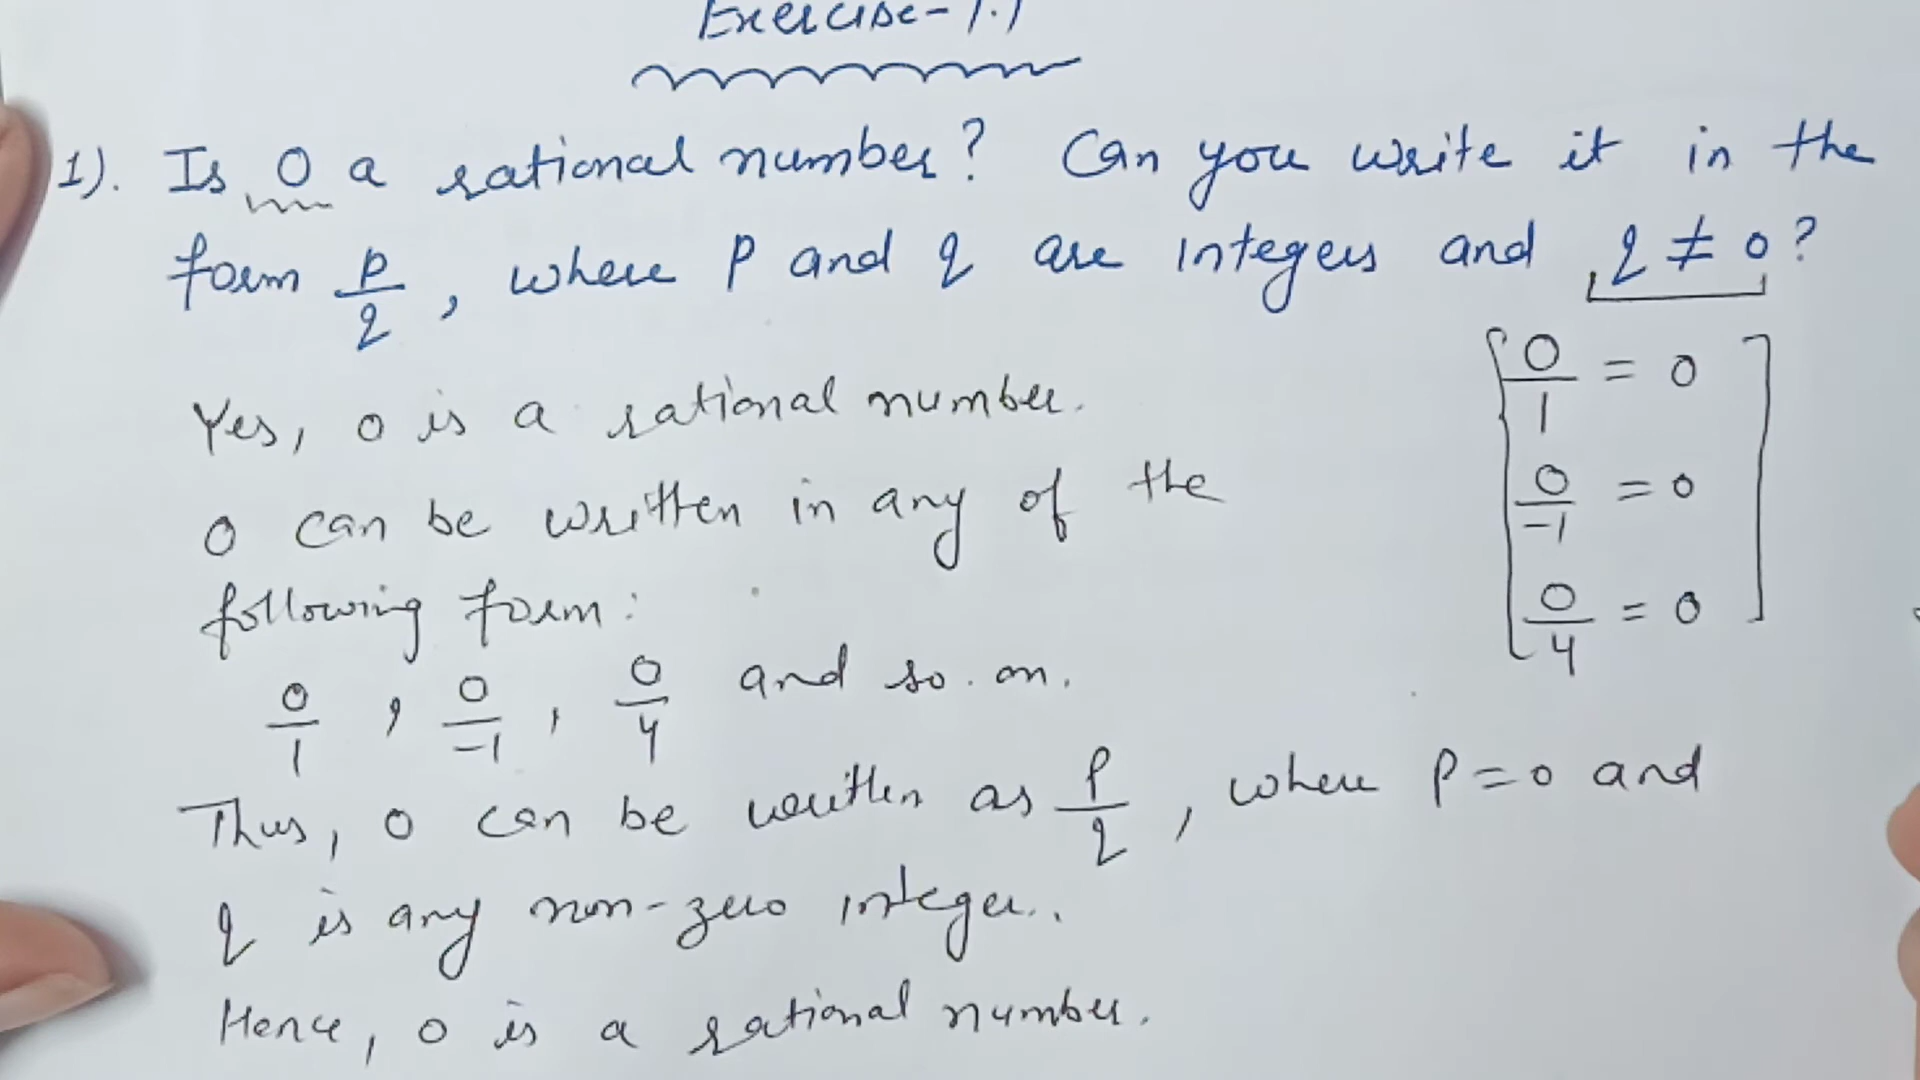 Exercise-1.1
1). Is 0 a rational number? Can you write it in the
form p/q, where p and q are integers and q ≠ 0?
0/1 = 0
Yes, 0 is a rational number.
0/-1 = 0
0 can be written in any of the
following form:
0/4 = 0
0/1, 0/-1, 0/4 and so on.
Thus, 0 can be written as p/q, where p=0 and
q is any non-zero integer.
Hence, 0 is a rational number.